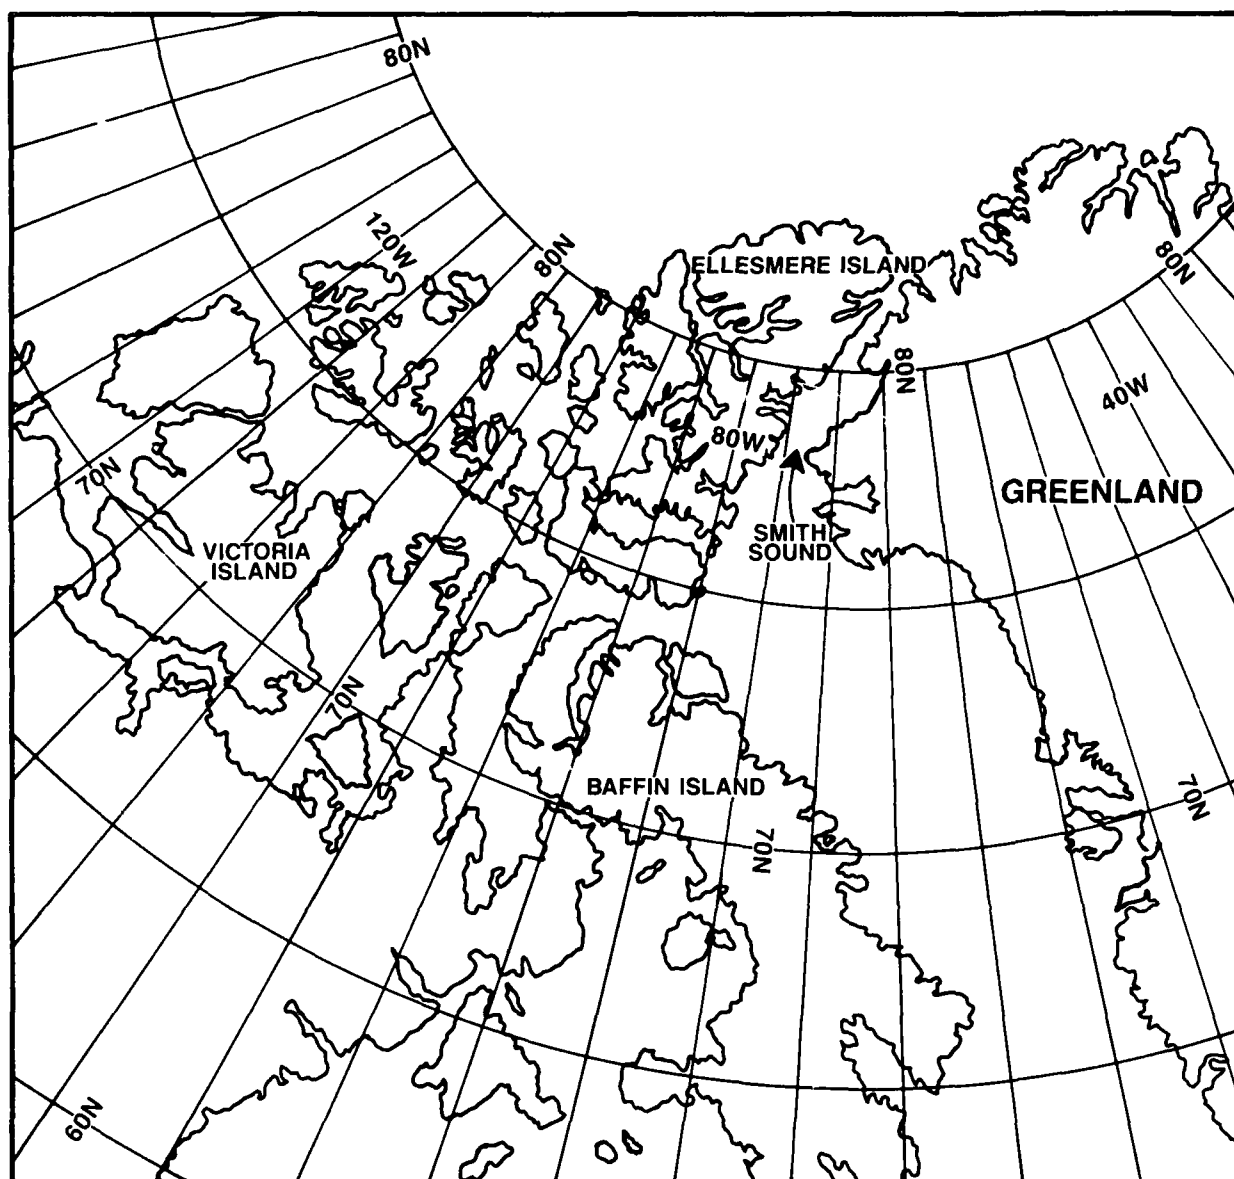 80N
120W
80N
ELLESMERE ISLAND
80N
80N
40W
80W
GREENLAND
70N
SMITH
SOUND
VICTORIA
ISLAND
70N
BAFFIN ISLAND
70N
70N
60N